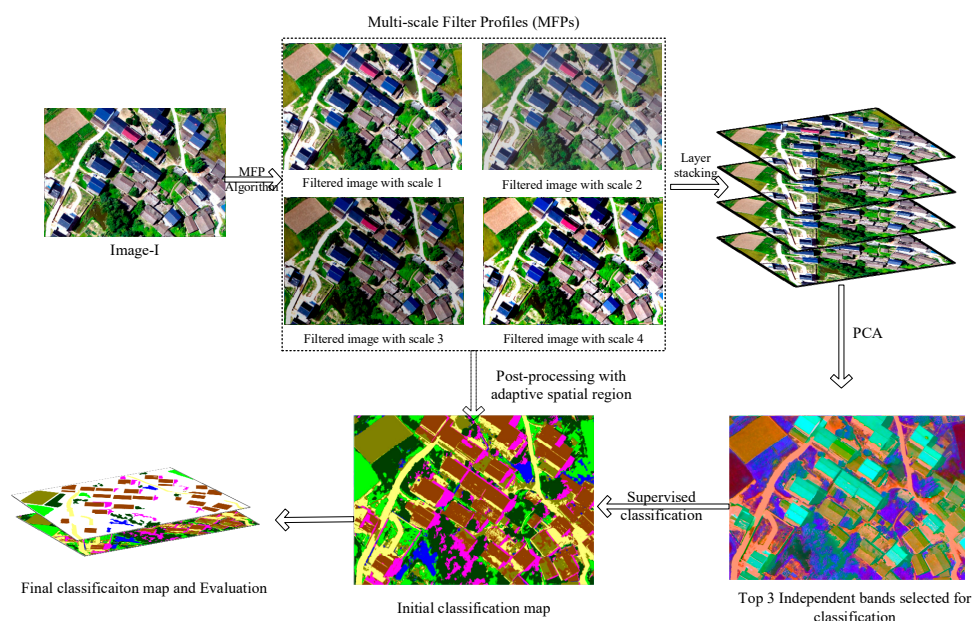 Multi-scale Filter Profiles (MFPs)
MFP
Algorithm
Image-I
Filtered image with scale 1
Filtered image with scale 2
Filtered image with scale 3
Filtered image with scale 4
Layer
stacking
PCA
Post-processing with
adaptive spatial region
Supervised
classification
Top 3 Independent bands selected for
classification
Initial classification map
Final classificaiton map and Evaluation